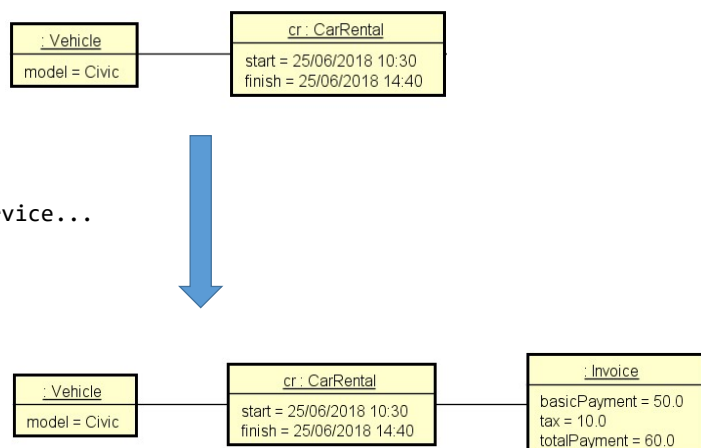 : Vehicle
model = Civic
cr : CarRental
start = 25/06/2018 10:30
finish = 25/06/2018 14:40
vice...
: Vehicle
model = Civic
cr : CarRental
start = 25/06/2018 10:30
finish = 25/06/2018 14:40
: Invoice
basicPayment = 50.0
tax = 10.0
totalPayment = 60.0